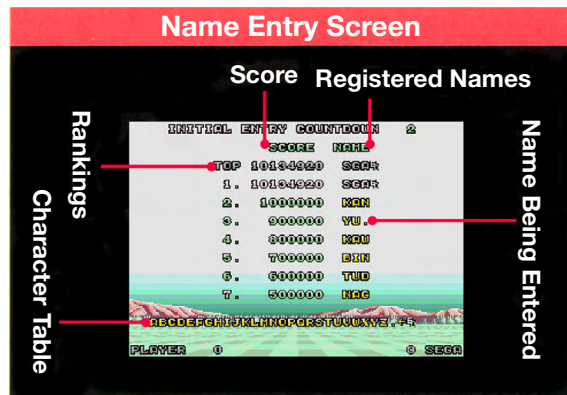 Name Entry Screen
Score
Registered Names
Rankings
Character Table
Name Being Entered
INITIAL ENTRY COUNTDOWN 2
SCORE NAME
TOP 10134920 SGA
1. 10134920 SGA
2. 1000000 KAN
3. 900000 YU.
4. 800000 KAW
5. 700000 BIN
6. 600000 TUD
7. 500000 NAG
ABCDEFGHIJKLMNOPQRSTUVWXYZ.
PLAYER 0 © SEGA